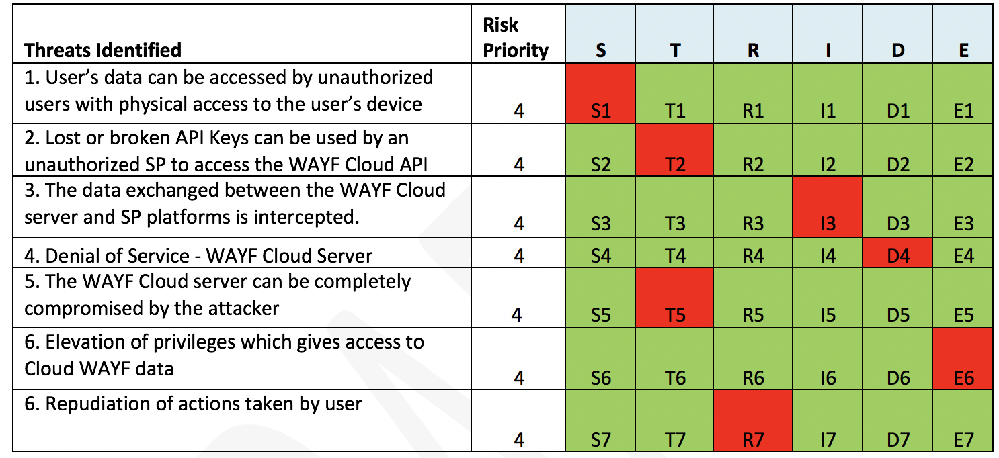 Threats Identified Risk Priority S T R I D E
1. User’s data can be accessed by unauthorized
users with physical access to the user’s device 4 S1 T1 R1 I1 D1 E1
2. Lost or broken API Keys can be used by an
unauthorized SP to access the WAYF Cloud API 4 S2 T2 R2 I2 D2 E2
3. The data exchanged between the WAYF Cloud
server and SP platforms is intercepted. 4 S3 T3 R3 I3 D3 E3
4. Denial of Service - WAYF Cloud Server 4 S4 T4 R4 I4 D4 E4
5. The WAYF Cloud server can be completely
compromised by the attacker 4 S5 T5 R5 I5 D5 E5
6. Elevation of privileges which gives access to
Cloud WAYF data 4 S6 T6 R6 I6 D6 E6
6. Repudiation of actions taken by user
4 S7 T7 R7 I7 D7 E7